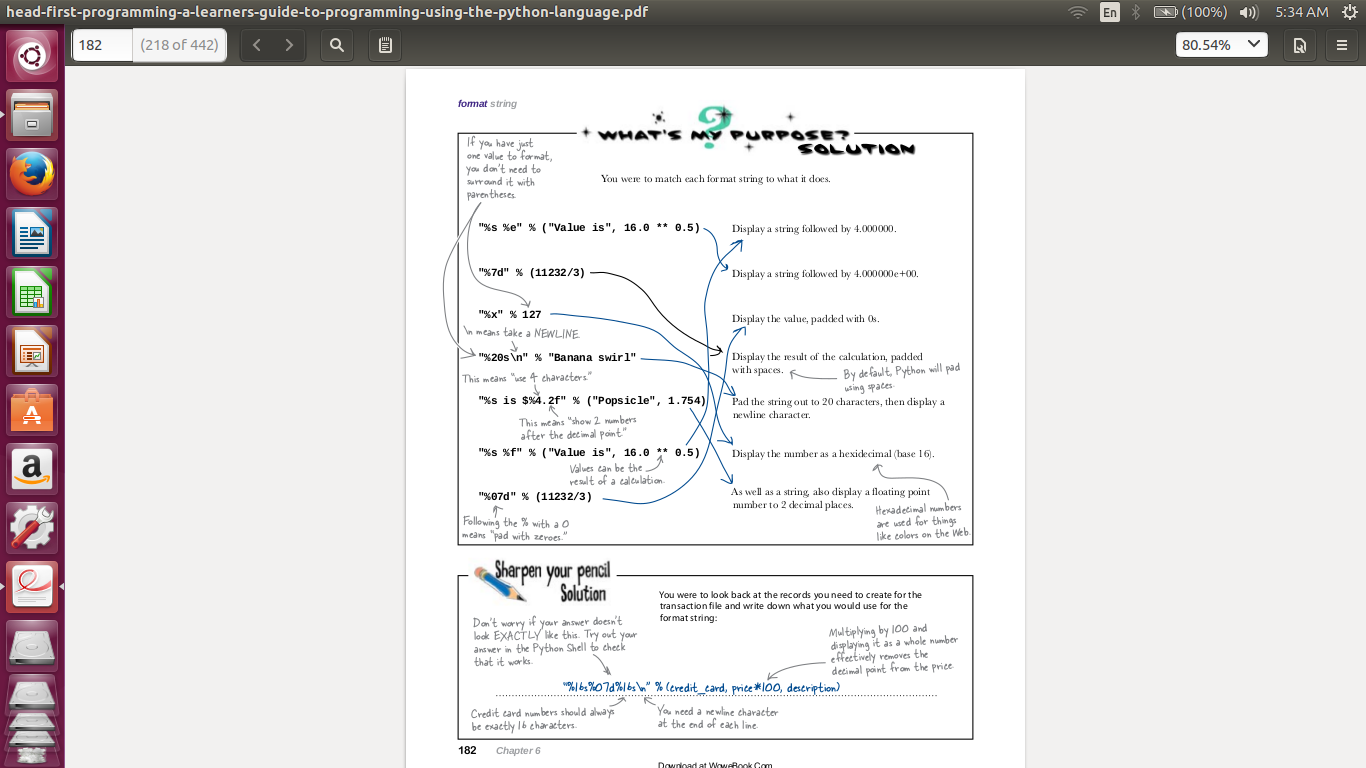 head-first-programming-a-learners-guide-to-programming-using-the-python-language.pdf
En
(100%)
5:34 AM
182
(218 of 442)
80.54%
format string
WHAT'S MY PURPOSE?
SOLUTION
If you have just
one value to format,
you don't need to
surround it with
parentheses.
You were to match each format string to what it does.
"%s %e" % ("Value is", 16.0 ** 0.5)
Display a string followed by 4.000000.
"%7d" % (11232/3)
Display a string followed by 4.000000e+00.
"%x" % 127
Display the value, padded with 0s.
\n means take a NEWLINE.
"%20s\n" % "Banana swirl"
Display the result of the calculation, padded
with spaces.
By default, Python will pad
using spaces.
This means "use 4 characters."
"%s is $%4.2f" % ("Popsicle", 1.754)
Pad the string out to 20 characters, then display a
newline character.
This means "show 2 numbers
after the decimal point."
"%s %f" % ("Value is", 16.0 ** 0.5)
Display the number as a hexidecimal (base 16).
Values can be the
result of a calculation.
"%07d" % (11232/3)
As well as a string, also display a floating point
number to 2 decimal places.
Following the % with a 0
means "pad with zeroes."
Hexadecimal numbers
are used for things
like colors on the Web.
Sharpen your pencil
Solution
You were to look back at the records you need to create for the
transaction file and write down what you would use for the
format string:
Don't worry if your answer doesn't
look EXACTLY like this. Try out your
answer in the Python Shell to check
that it works.
Multiplying by 100 and
displaying it as a whole number
effectively removes the
decimal point from the price.
"%16s%07d%16s\n" % (credit_card, price*100, description)
Credit card numbers should always
be exactly 16 characters.
You need a newline character
at the end of each line.
182 Chapter 6
Download at WoweBook.Com